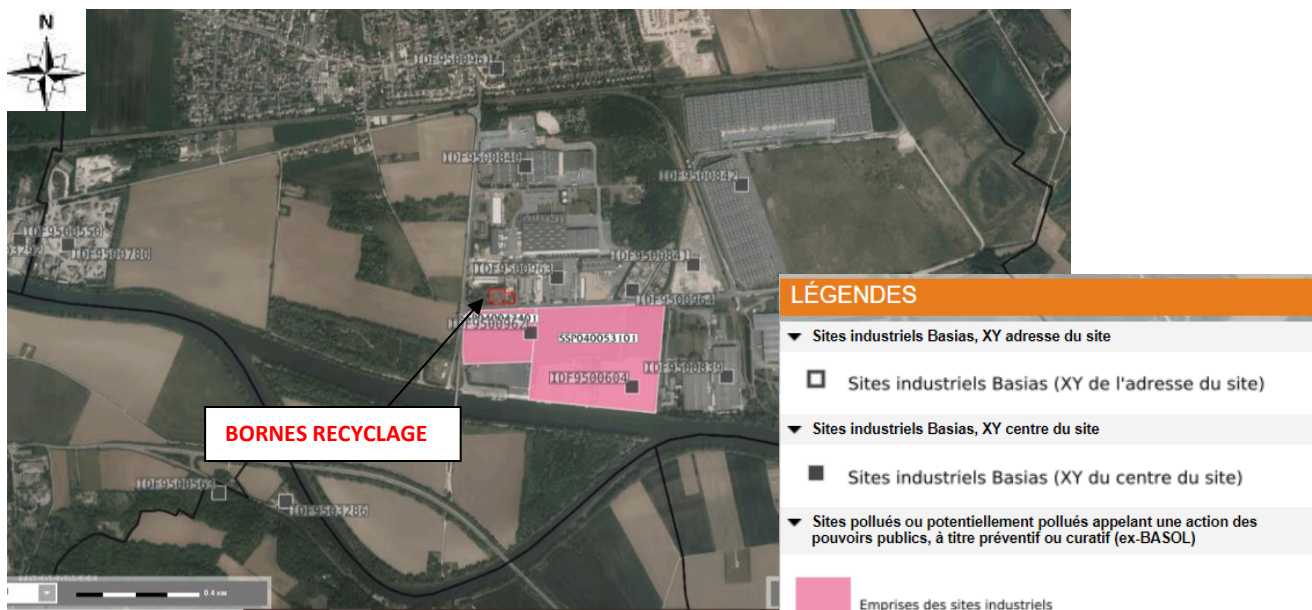 N
IDF9500961
IDF9500840
IDF9500842
IDF9500550
IDF9500780
IDF9500963
IDF9500841
IDF9500964
IDF9500962
SSP040053101
IDF9500604
IDF9500839
BORNES RECYCLAGE
IDF9500563
IDF9503286
0.4 KM
LÉGENDES
Sites industriels Basias, XY adresse du site
Sites industriels Basias (XY de l'adresse du site)
Sites industriels Basias, XY centre du site
Sites industriels Basias (XY du centre du site)
Sites pollués ou potentiellement pollués appelant une action des
pouvoirs publics, à titre préventif ou curatif (ex-BASOL)
Emprises des sites industriels